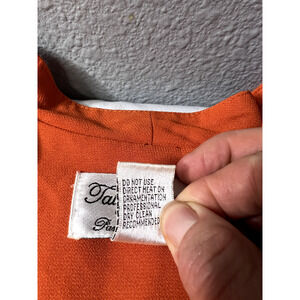 DO NOT USE
DIRECT HEAT ON
ORNAMENTATION
PROFESSIONAL
DRY CLEAN
RECOMMENDED